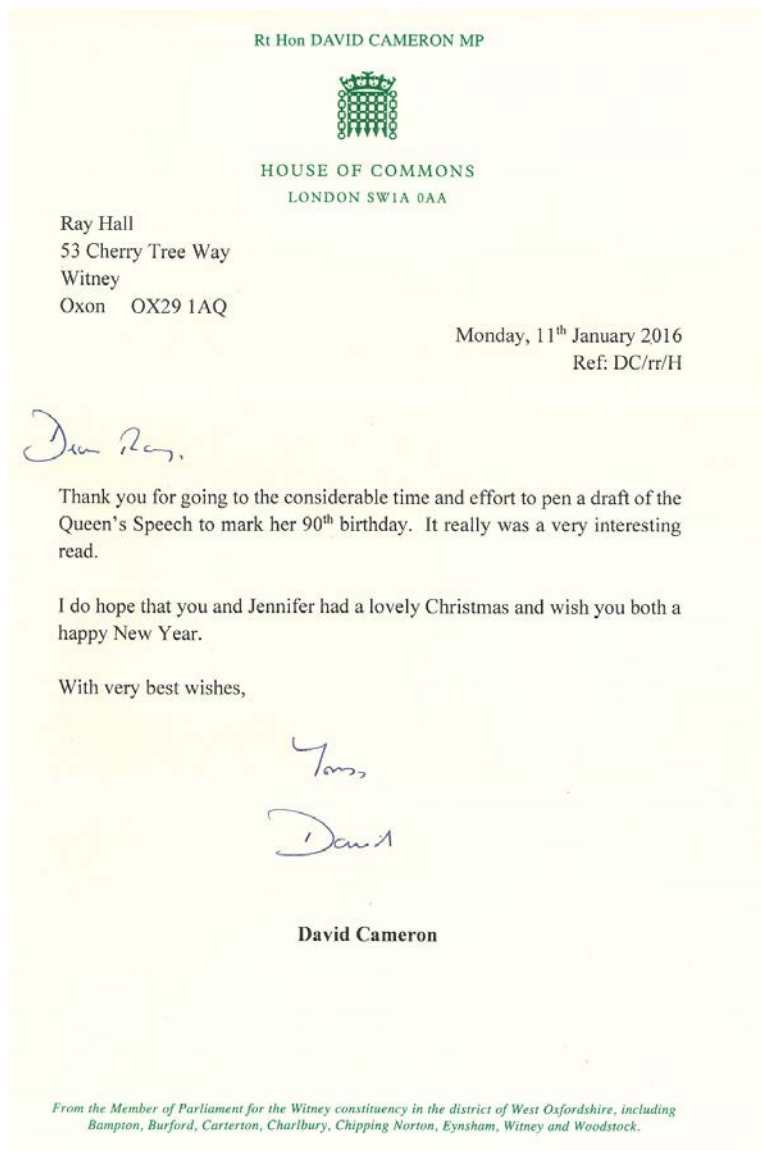 Rt Hon DAVID CAMERON MP
HOUSE OF COMMONS
LONDON SW1A 0AA
Ray Hall
53 Cherry Tree Way
Witney
Oxon OX29 1AQ
Monday, 11th January 2016
Ref: DC/rr/H
Dear Ray,
Thank you for going to the considerable time and effort to pen a draft of the
Queen's Speech to mark her 90th birthday. It really was a very interesting
read.
I do hope that you and Jennifer had a lovely Christmas and wish you both a
happy New Year.
With very best wishes,
Yours
David
David Cameron
From the Member of Parliament for the Witney constituency in the district of West Oxfordshire, including
Bampton, Burford, Carterton, Charlbury, Chipping Norton, Eynsham, Witney and Woodstock.